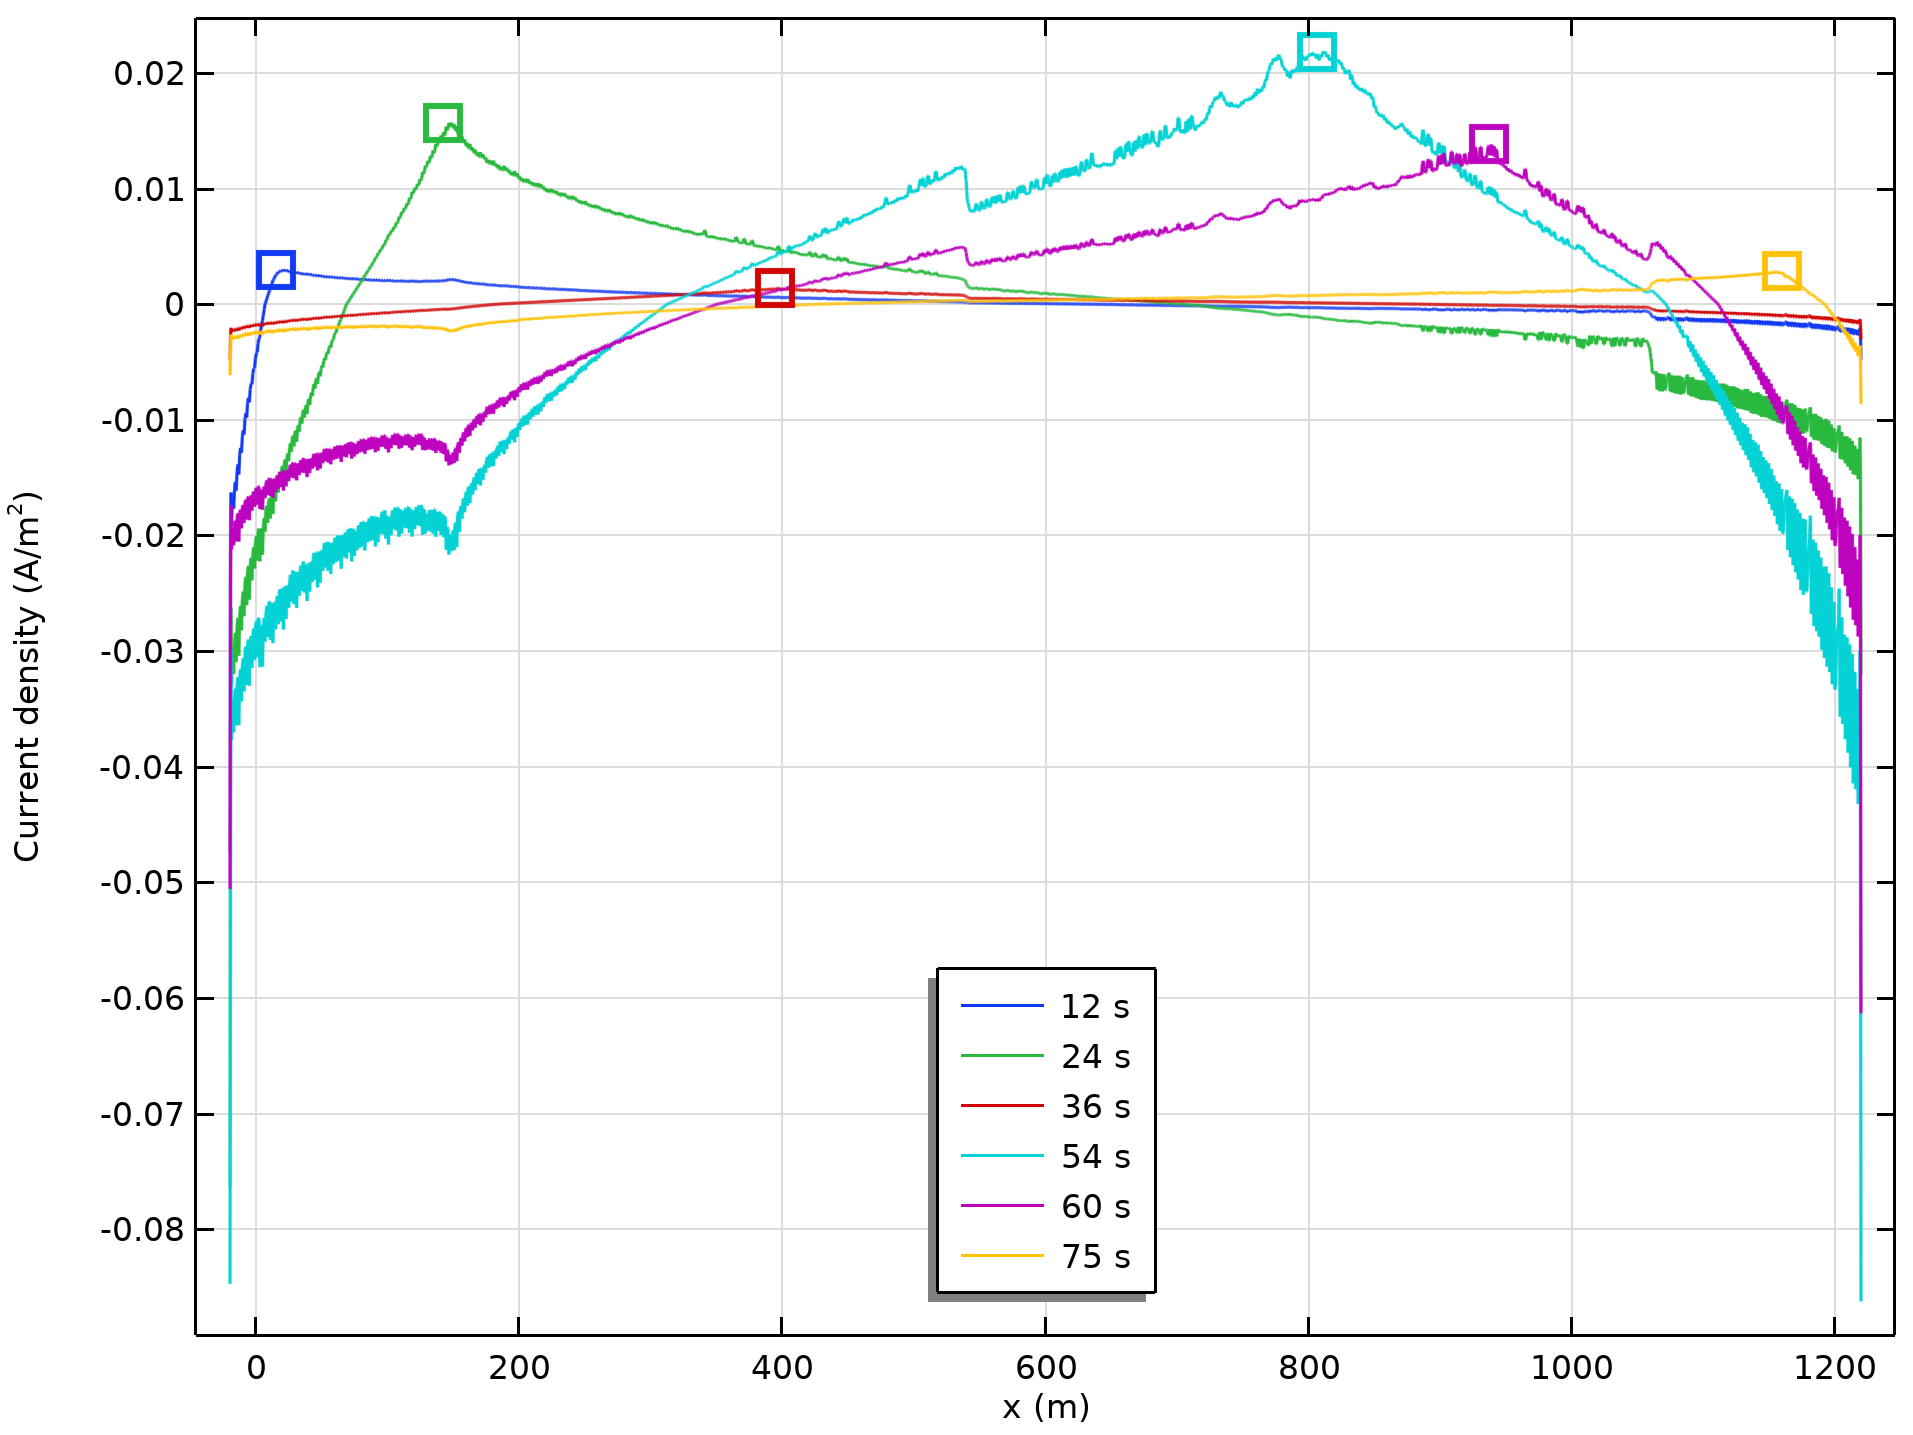 Current density (A/m²)
0.02
0.01
0
-0.01
-0.02
-0.03
-0.04
-0.05
-0.06
-0.07
-0.08
12 s
24 s
36 s
54 s
60 s
75 s
0 200 400 600 800 1000 1200
x (m)